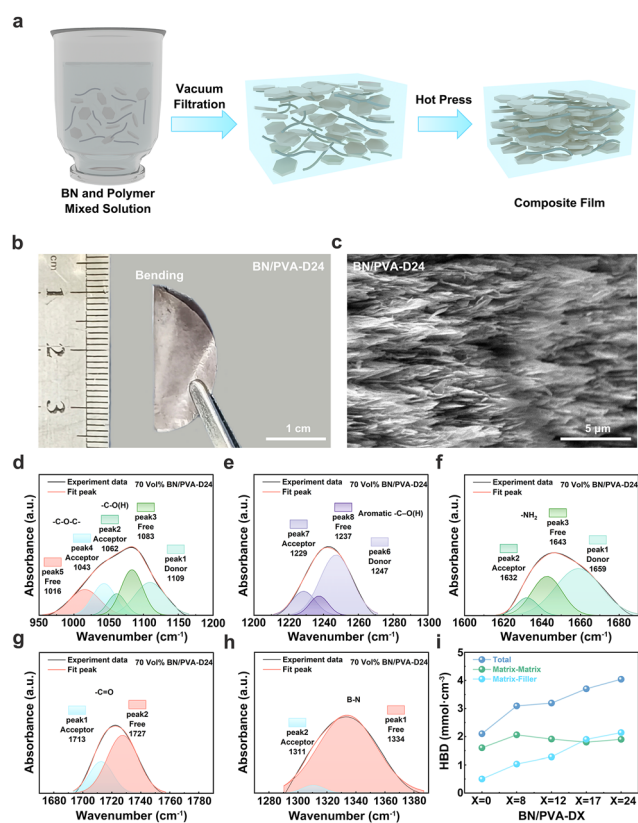 a
Vacuum
Filtration
Hot Press
BN and Polymer
Mixed Solution
Composite Film
b
cm
1
2
3
Bending
BN/PVA-D24
1 cm
c
BN/PVA-D24
5 μm
d
Absorbance (a.u.)
Experiment data
Fit peak
70 Vol% BN/PVA-D24
-C-O(H)
-C-O-C-
peak3
Free
1083
peak2
Acceptor
1062
peak4
Acceptor
1043
peak5
Free
1016
peak1
Donor
1109
950 1000 1050 1100 1150 1200
Wavenumber (cm⁻¹)
e
Absorbance (a.u.)
Experiment data
Fit peak
70 Vol% BN/PVA-D24
Aromatic -C–O(H)
peak8
Free
1237
peak7
Acceptor
1229
peak6
Donor
1247
1200 1220 1240 1260 1280 1300
Wavenumber (cm⁻¹)
f
Absorbance (a.u.)
Experiment data
Fit peak
70 Vol% BN/PVA-D24
-NH₂
peak3
Free
1643
peak2
Acceptor
1632
peak1
Donor
1659
1600 1620 1640 1660 1680
Wavenumber (cm⁻¹)
g
Absorbance (a.u.)
Experiment data
Fit peak
70 Vol% BN/PVA-D24
-C=O
peak1
Acceptor
1713
peak2
Free
1727
1680 1700 1720 1740 1760 1780
Wavenumber (cm⁻¹)
h
Absorbance (a.u.)
Experiment data
Fit peak
70 Vol% BN/PVA-D24
B-N
peak2
Acceptor
1311
peak1
Free
1334
1280 1300 1320 1340 1360 1380
Wavenumber (cm⁻¹)
i
HBD (mmol·cm⁻³)
Total
Matrix-Matrix
Matrix-Filler
5
4
3
2
1
0
X=0 X=8 X=12 X=17 X=24
BN/PVA-DX